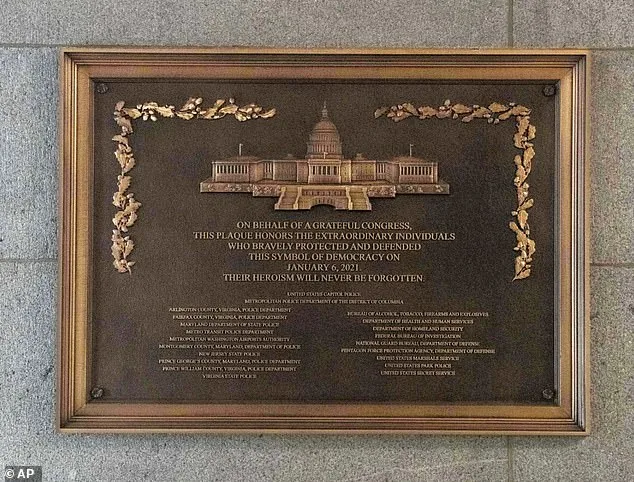 ON BEHALF OF A GRATEFUL CONGRESS,
THIS PLAQUE HONORS THE EXTRAORDINARY INDIVIDUALS
WHO BRAVELY PROTECTED AND DEFENDED
THIS SYMBOL OF DEMOCRACY ON
JANUARY 6, 2021.
THEIR HEROISM WILL NEVER BE FORGOTTEN.
UNITED STATES CAPITOL POLICE
METROPOLITAN POLICE DEPARTMENT OF THE DISTRICT OF COLUMBIA
ARLINGTON COUNTY, VIRGINIA, POLICE DEPARTMENT
FAIRFAX COUNTY, VIRGINIA, POLICE DEPARTMENT
MARYLAND DEPARTMENT OF STATE POLICE
METRO TRANSIT POLICE DEPARTMENT
METROPOLITAN WASHINGTON AIRPORTS AUTHORITY
MONTGOMERY COUNTY, MARYLAND, DEPARTMENT OF POLICE
NEW JERSEY STATE POLICE
PRINCE GEORGE'S COUNTY, MARYLAND, POLICE DEPARTMENT
PRINCE WILLIAM COUNTY, VIRGINIA, POLICE DEPARTMENT
VIRGINIA STATE POLICE
BUREAU OF ALCOHOL, TOBACCO, FIREARMS AND EXPLOSIVES
DEPARTMENT OF HEALTH AND HUMAN SERVICES
DEPARTMENT OF HOMELAND SECURITY
FEDERAL BUREAU OF INVESTIGATION
NATIONAL GUARD BUREAU, DEPARTMENT OF DEFENSE
PENTAGON FORCE PROTECTION AGENCY, DEPARTMENT OF DEFENSE
UNITED STATES MARSHALS SERVICE
UNITED STATES PARK POLICE
UNITED STATES SECRET SERVICE
© AP